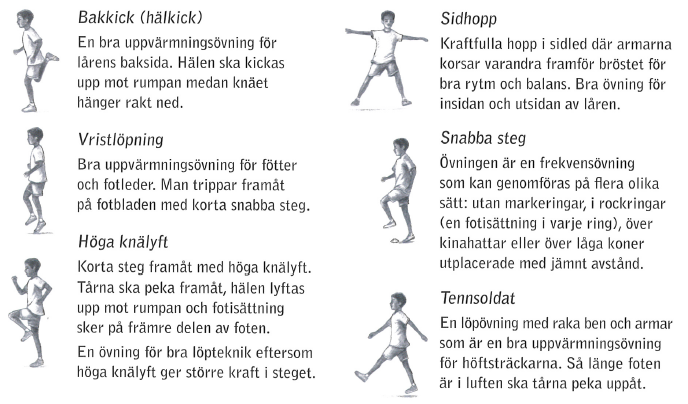 Bakkick (hälkick)
En bra uppvärmningsövning för
lårens baksida. Hälen ska kickas
upp mot rumpan medan knäet
hänger rakt ned.
Vristlöpning
Bra uppvärmningsövning för fötter
och fotleder. Man trippar framåt
på fotbladen med korta snabba steg.
Höga knälyft
Korta steg framåt med höga knälyft.
Tårna ska peka framåt, hälen lyftas
upp mot rumpan och fotisättning
sker på främre delen av foten.
En övning för bra löpteknik eftersom
höga knälyft ger större kraft i steget.
Sidhopp
Kraftfulla hopp i sidled där armarna
korsar varandra framför bröstet för
bra rytm och balans. Bra övning för
insidan och utsidan av låren.
Snabba steg
Övningen är en frekvensövning
som kan genomföras på flera olika
sätt: utan markeringar, i rockringar
(en fotisättning i varje ring), över
kinahattar eller över låga koner
utplacerade med jämnt avstånd.
Tennsoldat
En löpövning med raka ben och armar
som är en bra uppvärmningsövning
för höftsträckarna. Så länge foten
är i luften ska tårna peka uppåt.